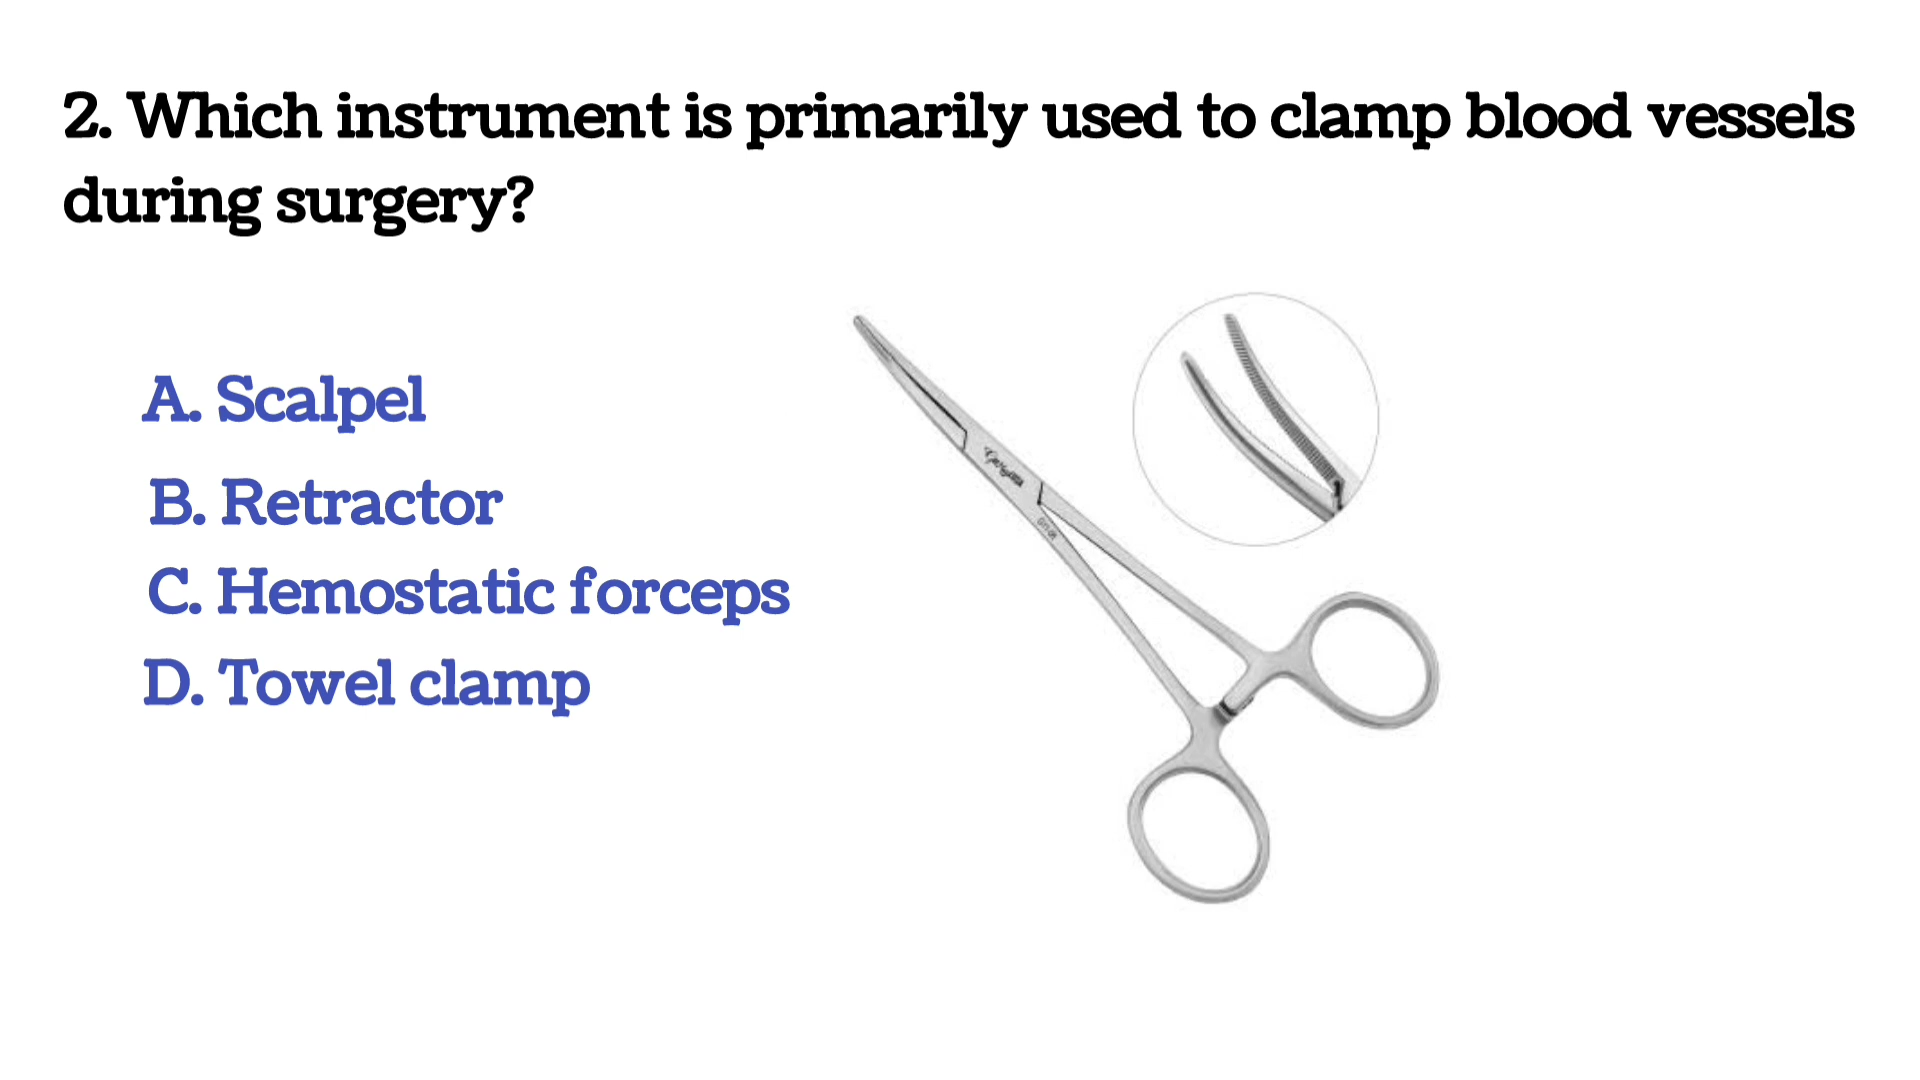 2. Which instrument is primarily used to clamp blood vessels
during surgery?
A. Scalpel
B. Retractor
C. Hemostatic forceps
D. Towel clamp